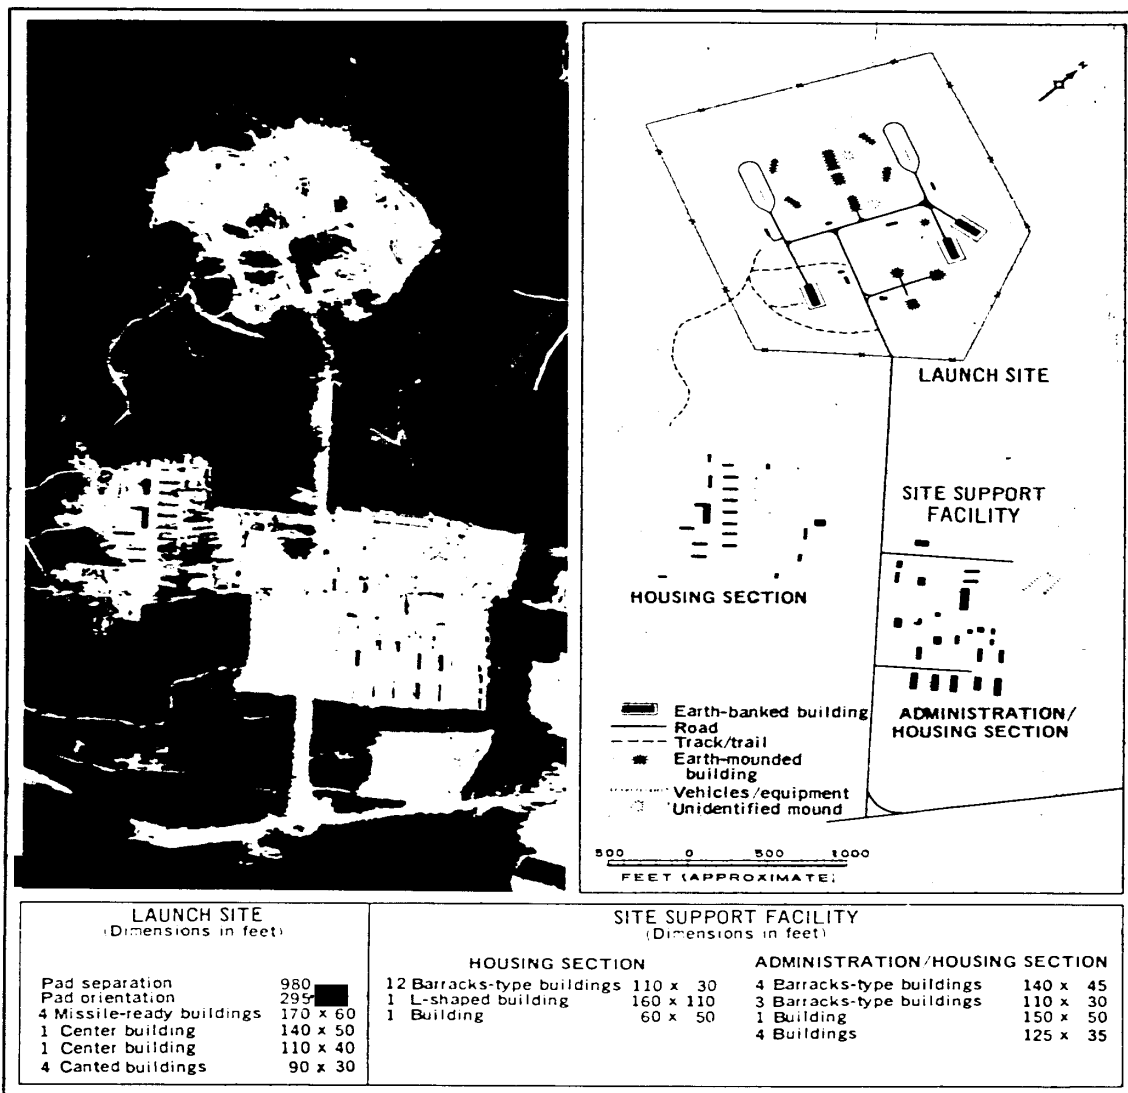 N
LAUNCH SITE
SITE SUPPORT
FACILITY
HOUSING SECTION
ADMINISTRATION/
HOUSING SECTION
Earth-banked building
Road
Track/trail
Earth-mounded
building
Vehicles/equipment
Unidentified mound
500 0 500 1000
FEET (APPROXIMATE)
LAUNCH SITE
(Dimensions in feet)
Pad separation 980
Pad orientation 295
4 Missile-ready buildings 170 x 60
1 Center building 140 x 50
1 Center building 110 x 40
4 Canted buildings 90 x 30
SITE SUPPORT FACILITY
(Dimensions in feet)
HOUSING SECTION
12 Barracks-type buildings 110 x 30
1 L-shaped building 160 x 110
1 Building 60 x 50
ADMINISTRATION/HOUSING SECTION
4 Barracks-type buildings 140 x 45
3 Barracks-type buildings 110 x 30
1 Building 150 x 50
4 Buildings 125 x 35